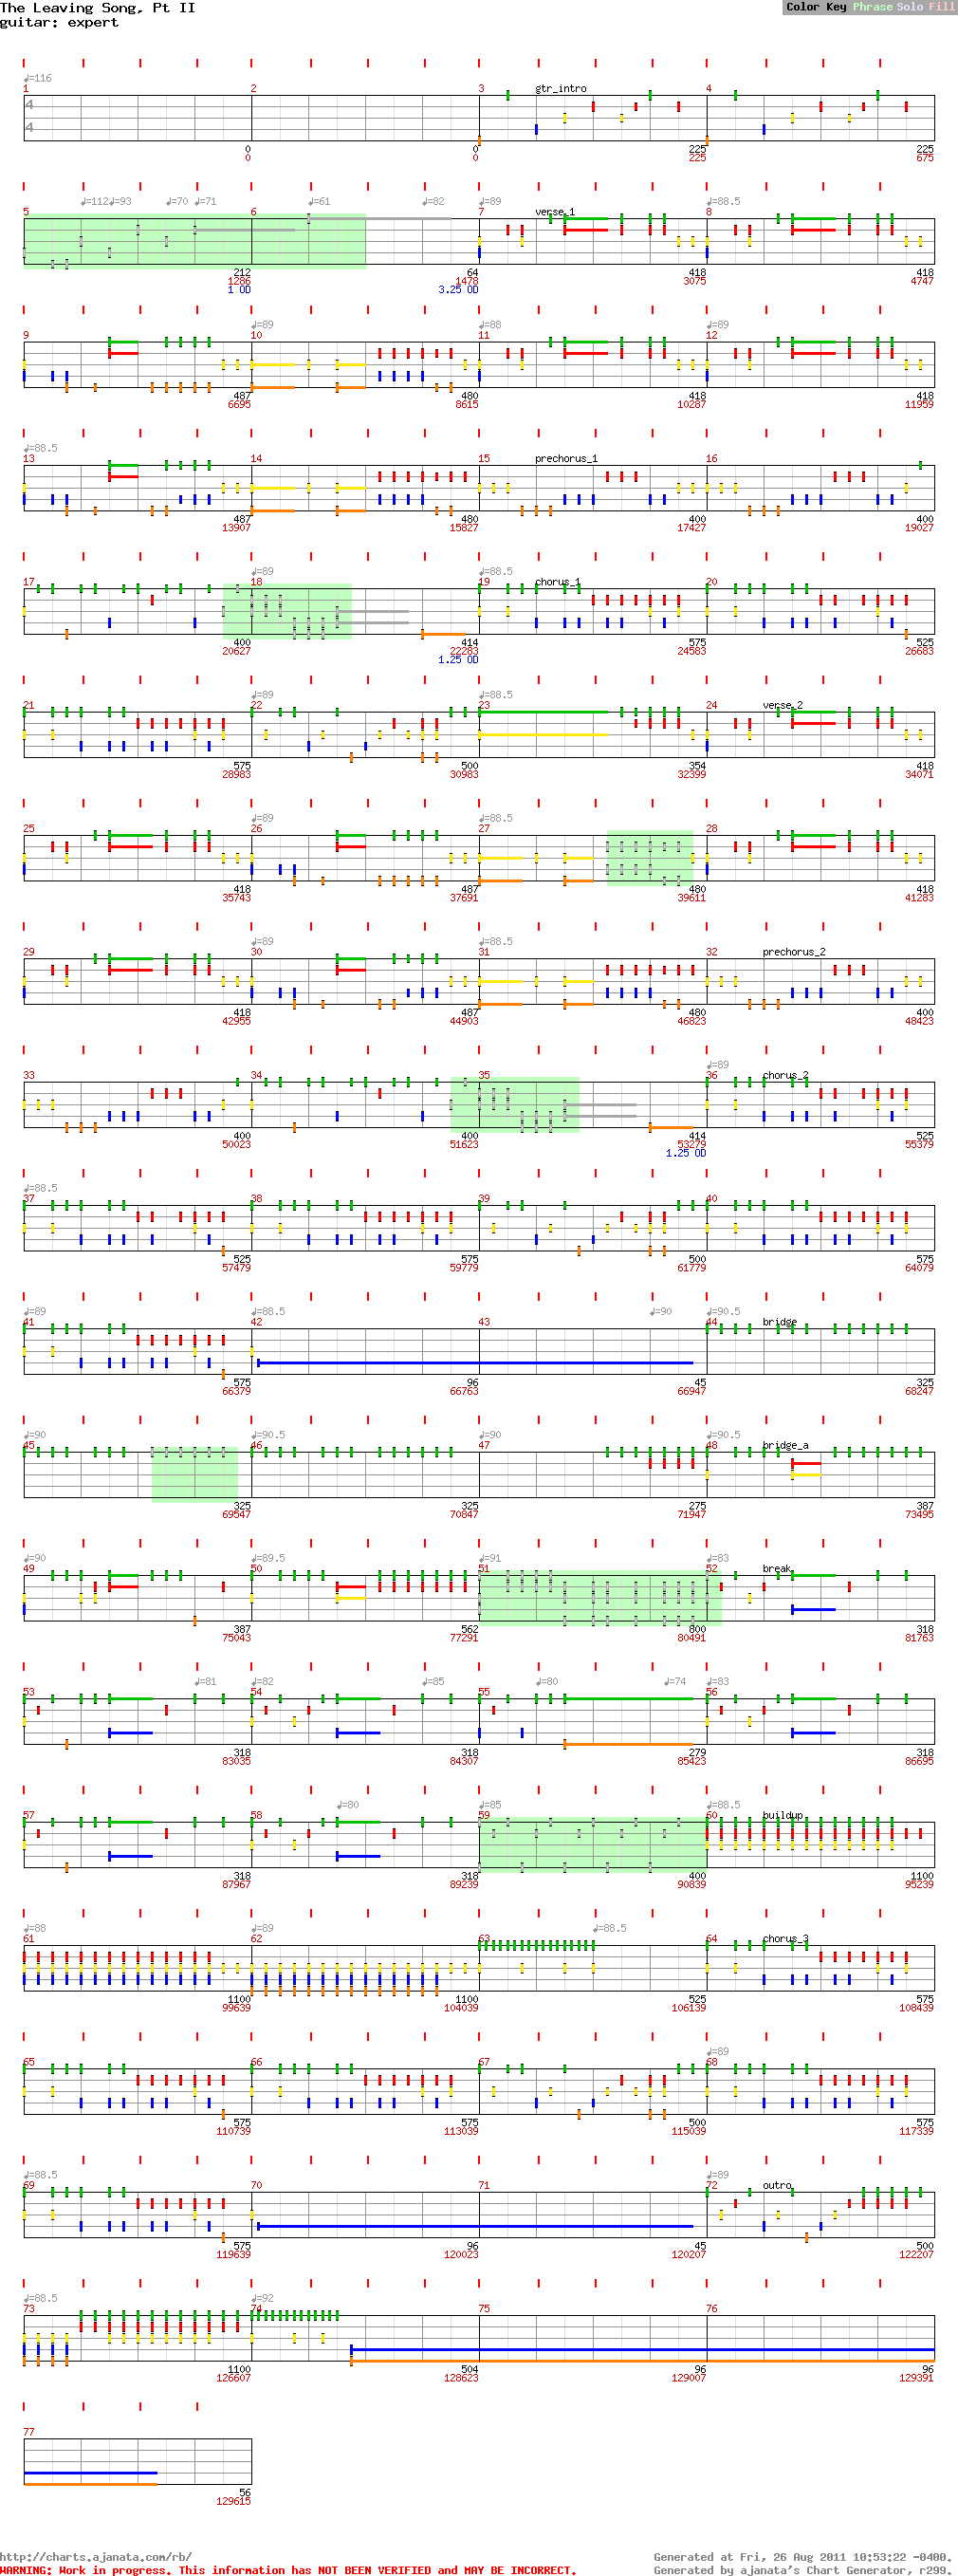 The Leaving Song, Pt II
guitar: expert
Color Key Phrase Solo Fill
♩=116
1 2 3 gtr_intro 4
4
4
0 0 225 225
0 0 225 675
♩=112 ♩=93 ♩=70 ♩=71 ♩=61 ♩=82 ♩=89 ♩=88.5
5 6 7 verse_1 8
212 64 418 418
1286 1478 3075 4747
1 OD 3.25 OD
♩=89 ♩=88 ♩=89
9 10 11 12
487 480 418 418
6695 8615 10287 11959
♩=88.5
13 14 15 prechorus_1 16
487 480 400 400
13907 15827 17427 19027
♩=89 ♩=88.5
17 18 19 chorus_1 20
400 414 575 525
20627 22283 24583 26683
1.25 OD
♩=89 ♩=88.5
21 22 23 24 verse_2
575 500 354 418
28983 30983 32399 34071
♩=89 ♩=88.5
25 26 27 28
418 487 480 418
35743 37691 39611 41283
♩=89 ♩=88.5
29 30 31 32 prechorus_2
418 487 480 400
42955 44903 46823 48423
♩=89
33 34 35 36 chorus_2
400 400 414 525
50023 51623 53279 55379
1.25 OD
♩=88.5
37 38 39 40
525 575 500 575
57479 59779 61779 64079
♩=89 ♩=88.5 ♩=90 ♩=90.5
41 42 43 44 bridge
575 96 45 325
66379 66763 66947 68247
♩=90 ♩=90.5 ♩=90 ♩=90.5
45 46 47 48 bridge_a
325 325 275 387
69547 70847 71947 73495
♩=90 ♩=89.5 ♩=91 ♩=83
49 50 51 52 break
387 562 800 318
75043 77291 80491 81763
♩=81 ♩=82 ♩=85 ♩=80 ♩=74 ♩=83
53 54 55 56
318 318 279 318
83035 84307 85423 86695
♩=80 ♩=85 ♩=88.5
57 58 59 60 buildup
318 318 400 1100
87967 89239 90839 95239
♩=88 ♩=89 ♩=88.5
61 62 63 64 chorus_3
1100 1100 525 575
99639 104039 106139 108439
♩=89
65 66 67 68
575 575 500 575
110739 113039 115039 117339
♩=88.5 ♩=89
69 70 71 72 outro
575 96 45 500
119639 120023 120207 122207
♩=88.5 ♩=92
73 74 75 76
1100 504 96 96
126607 128623 129007 129391
77
56
129615
http://charts.ajanata.com/rb/ Generated at Fri, 26 Aug 2011 10:53:22 -0400.
WARNING: Work in progress. This information has NOT BEEN VERIFIED and MAY BE INCORRECT. Generated by ajanata's Chart Generator, r299.